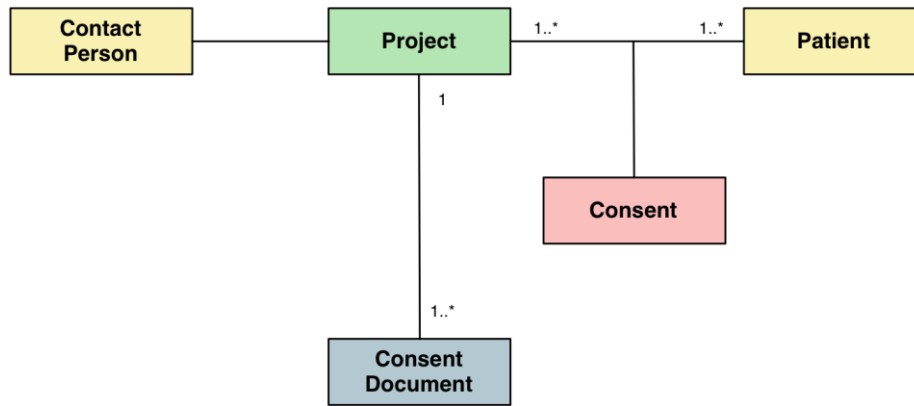 Contact
Person
Project
1..*
1..*
Patient
1
Consent
1..*
Consent
Document